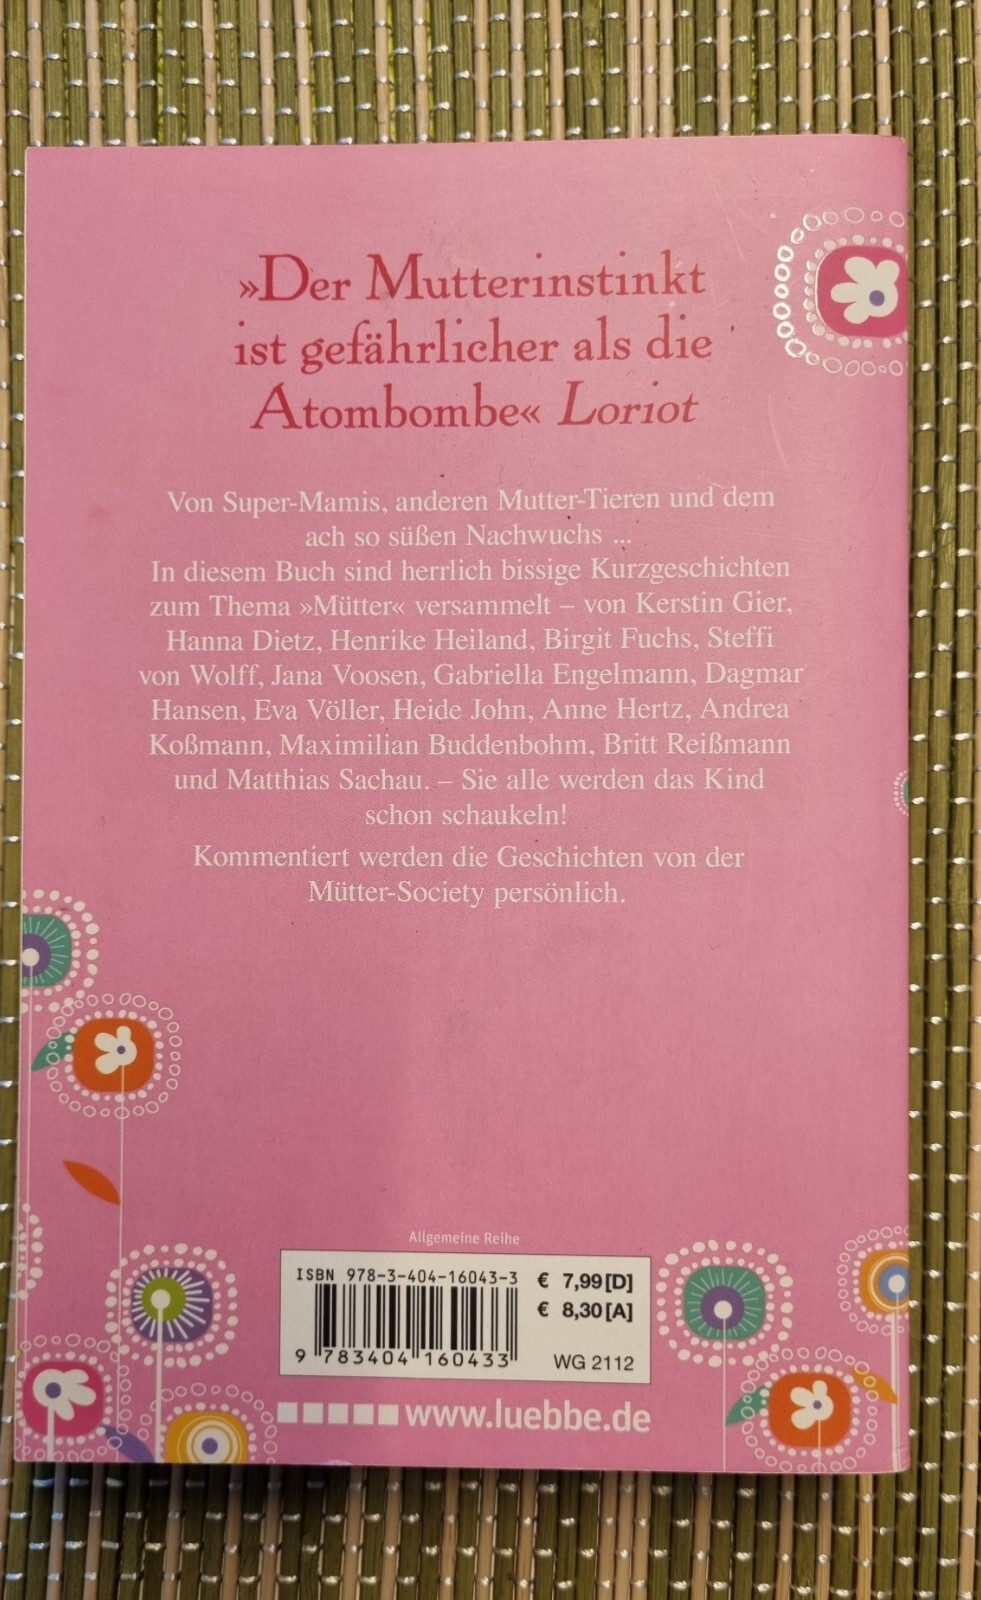 »Der Mutterinstinkt
ist gefährlicher als die
Atombombe« Loriot
Von Super-Mamis, anderen Mutter-Tieren und dem
ach so süßen Nachwuchs ...
In diesem Buch sind herrlich bissige Kurzgeschichten
zum Thema »Mütter« versammelt – von Kerstin Gier,
Hanna Dietz, Henrike Heiland, Birgit Fuchs, Steffi
von Wolff, Jana Voosen, Gabriella Engelmann, Dagmar
Hansen, Eva Völler, Heide John, Anne Hertz, Andrea
Koßmann, Maximilian Buddenbohm, Britt Reißmann
und Matthias Sachau. – Sie alle werden das Kind
schon schaukeln!
Kommentiert werden die Geschichten von der
Mütter-Society persönlich.
Allgemeine Reihe
ISBN 978-3-404-16043-3
€ 7,99 [D]
€ 8,30 [A]
9 783404 160433
WG 2112
www.luebbe.de